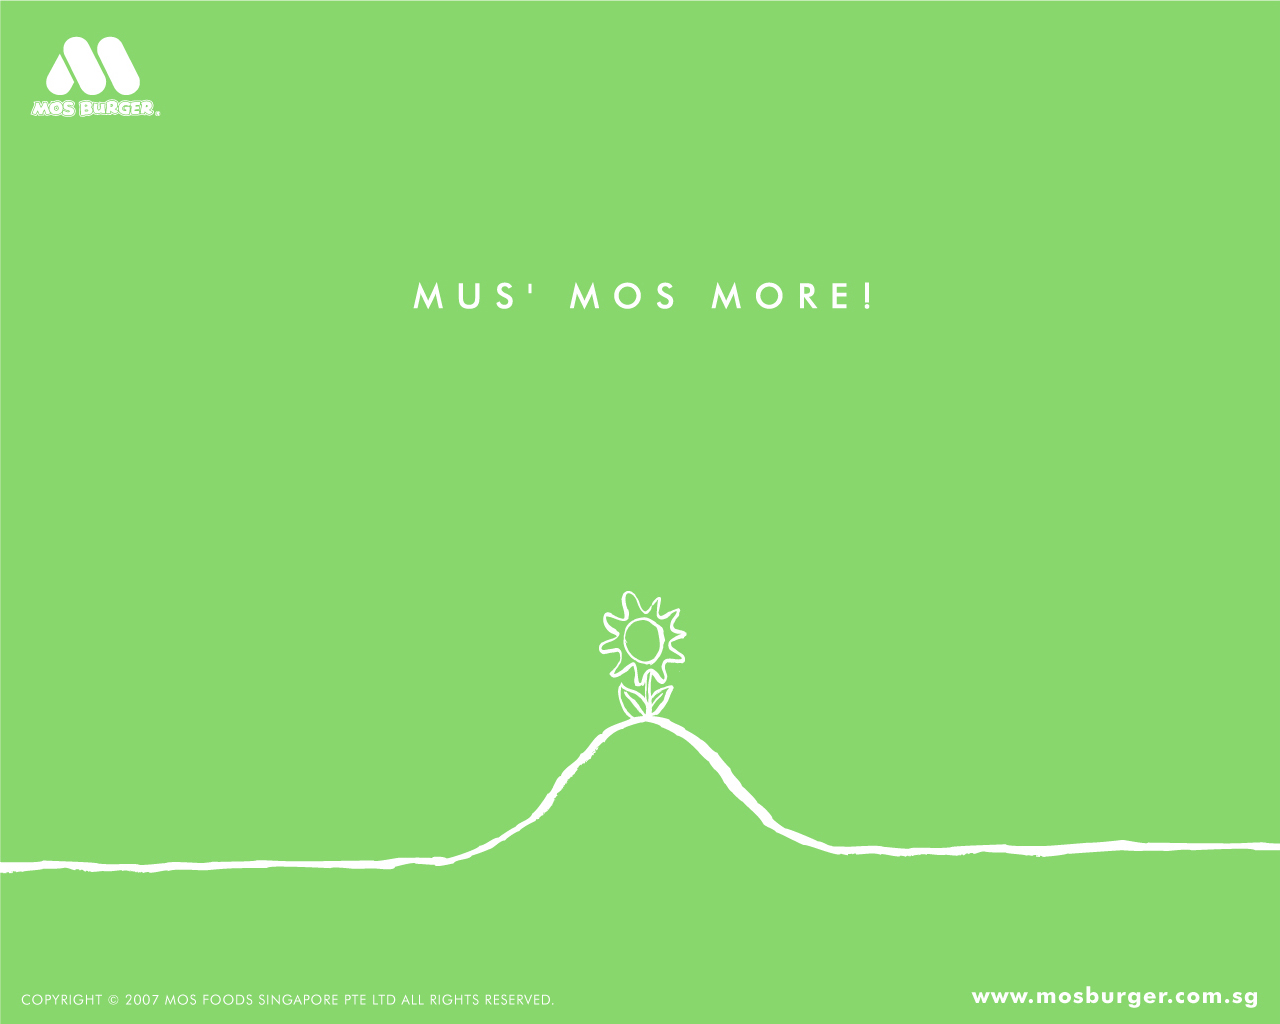 MOS BURGER®
MUS' MOS MORE!
COPYRIGHT © 2007 MOS FOODS SINGAPORE PTE LTD ALL RIGHTS RESERVED.
www.mosburger.com.sg